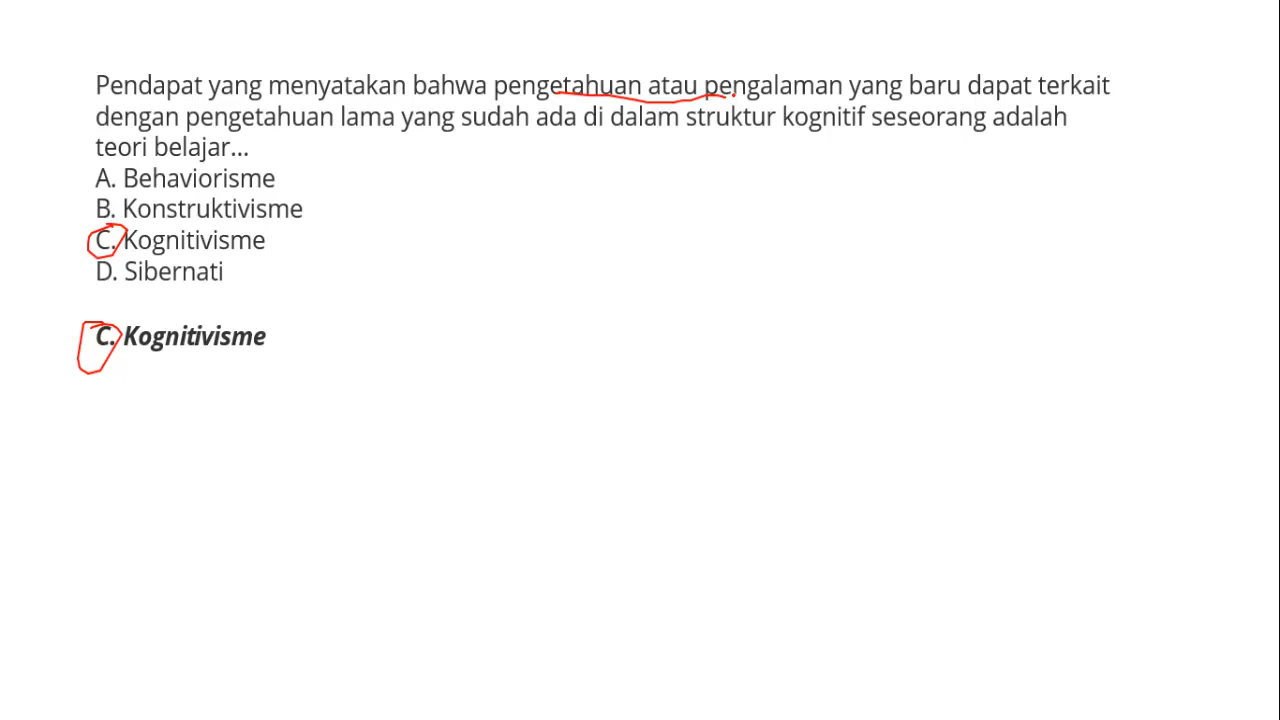 Pendapat yang menyatakan bahwa pengetahuan atau pengalaman yang baru dapat terkait
dengan pengetahuan lama yang sudah ada di dalam struktur kognitif seseorang adalah
teori belajar...
A. Behaviorisme
B. Konstruktivisme
C. Kognitivisme
D. Sibernati
C. Kognitivisme